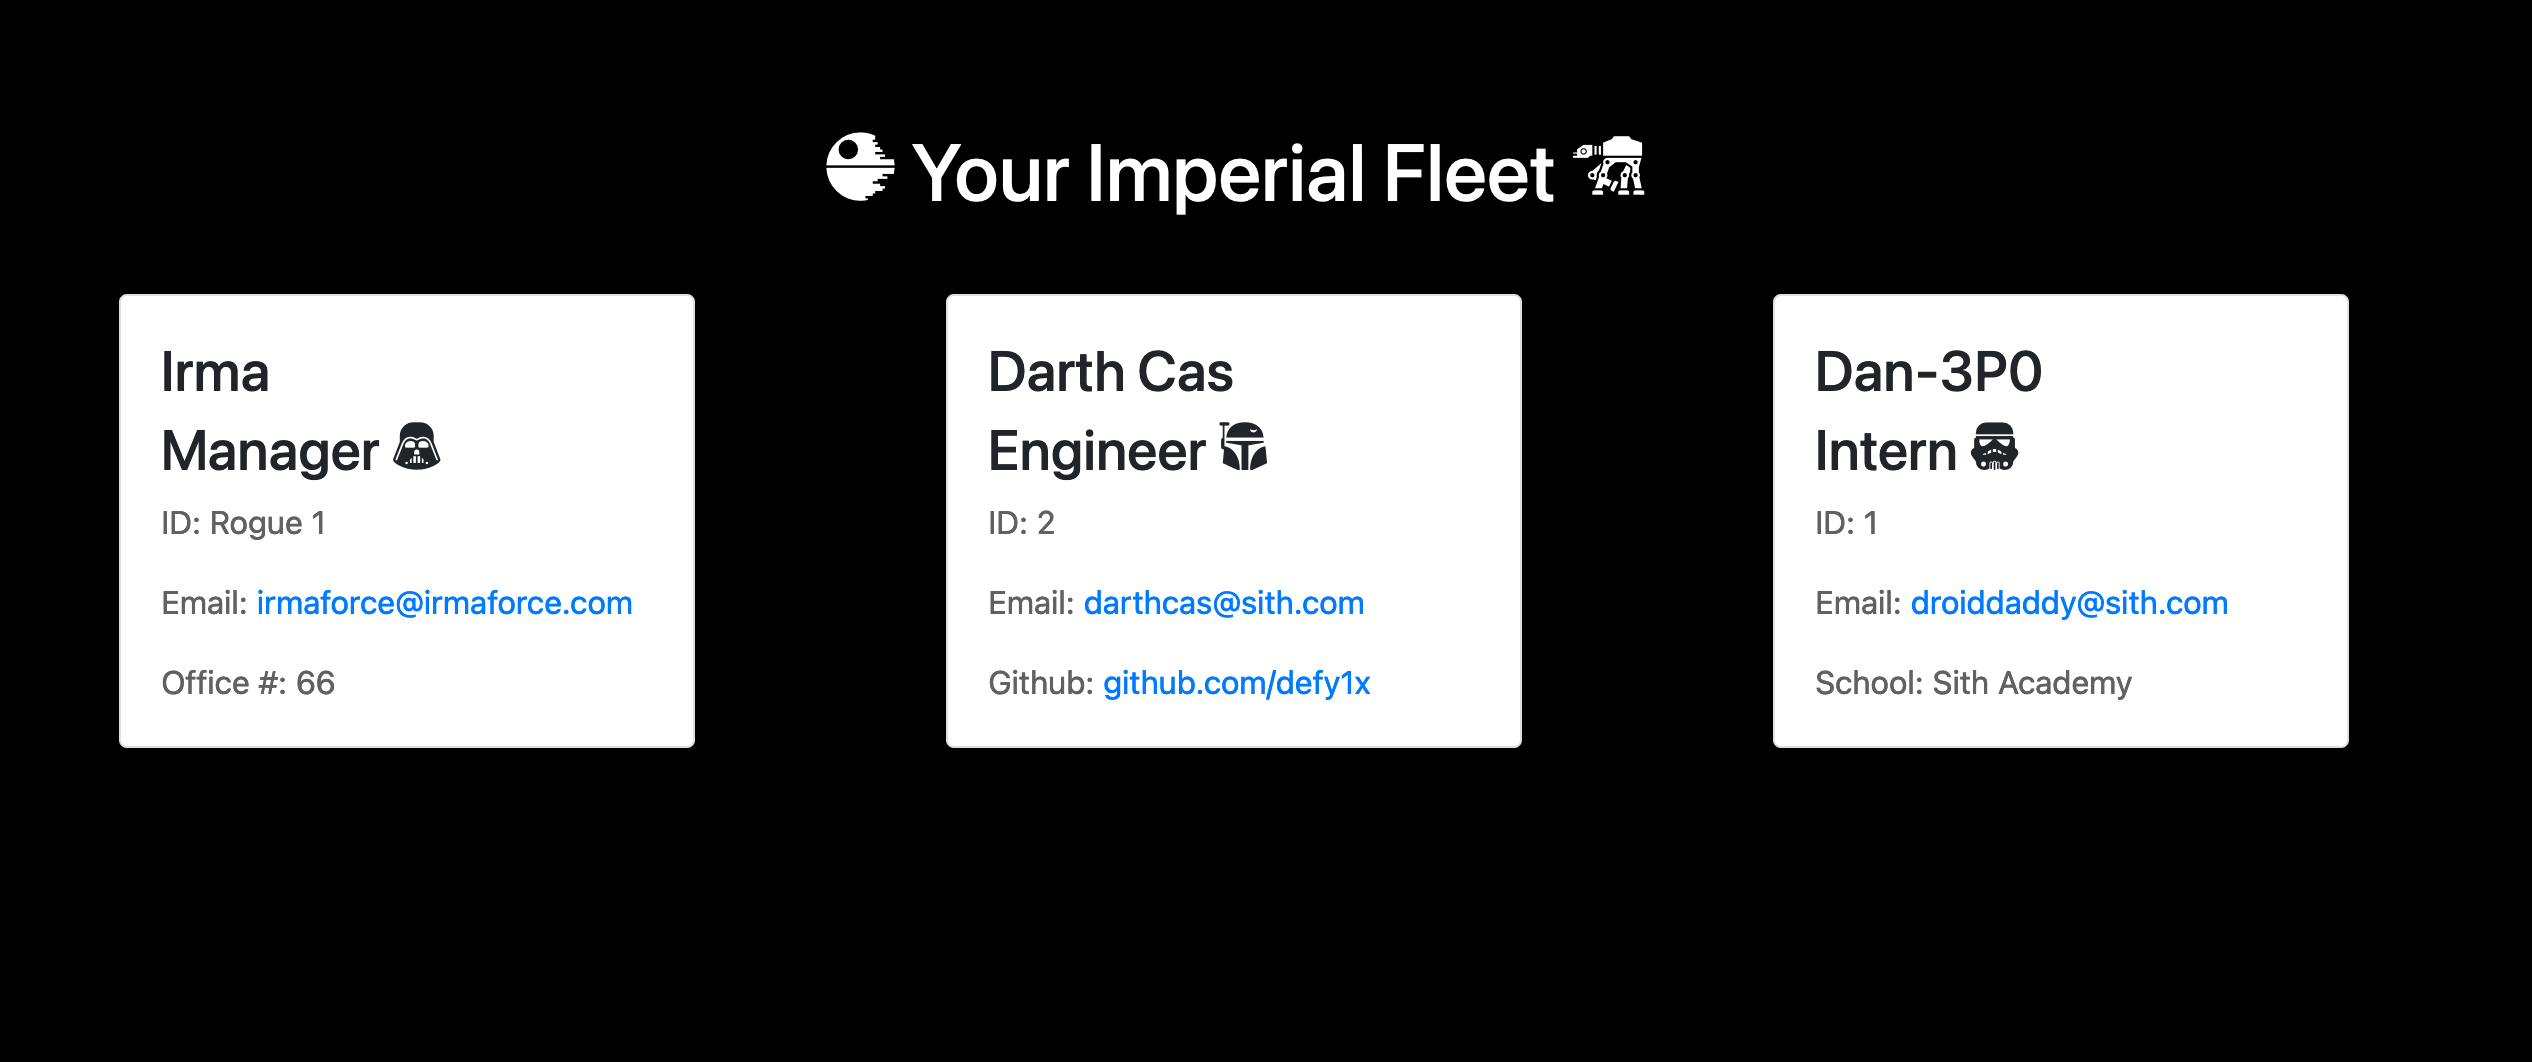 Your Imperial Fleet
Irma
Manager
ID: Rogue 1
Email: irmaforce@irmaforce.com
Office #: 66
Darth Cas
Engineer
ID: 2
Email: darthcas@sith.com
Github: github.com/defy1x
Dan-3P0
Intern
ID: 1
Email: droiddaddy@sith.com
School: Sith Academy